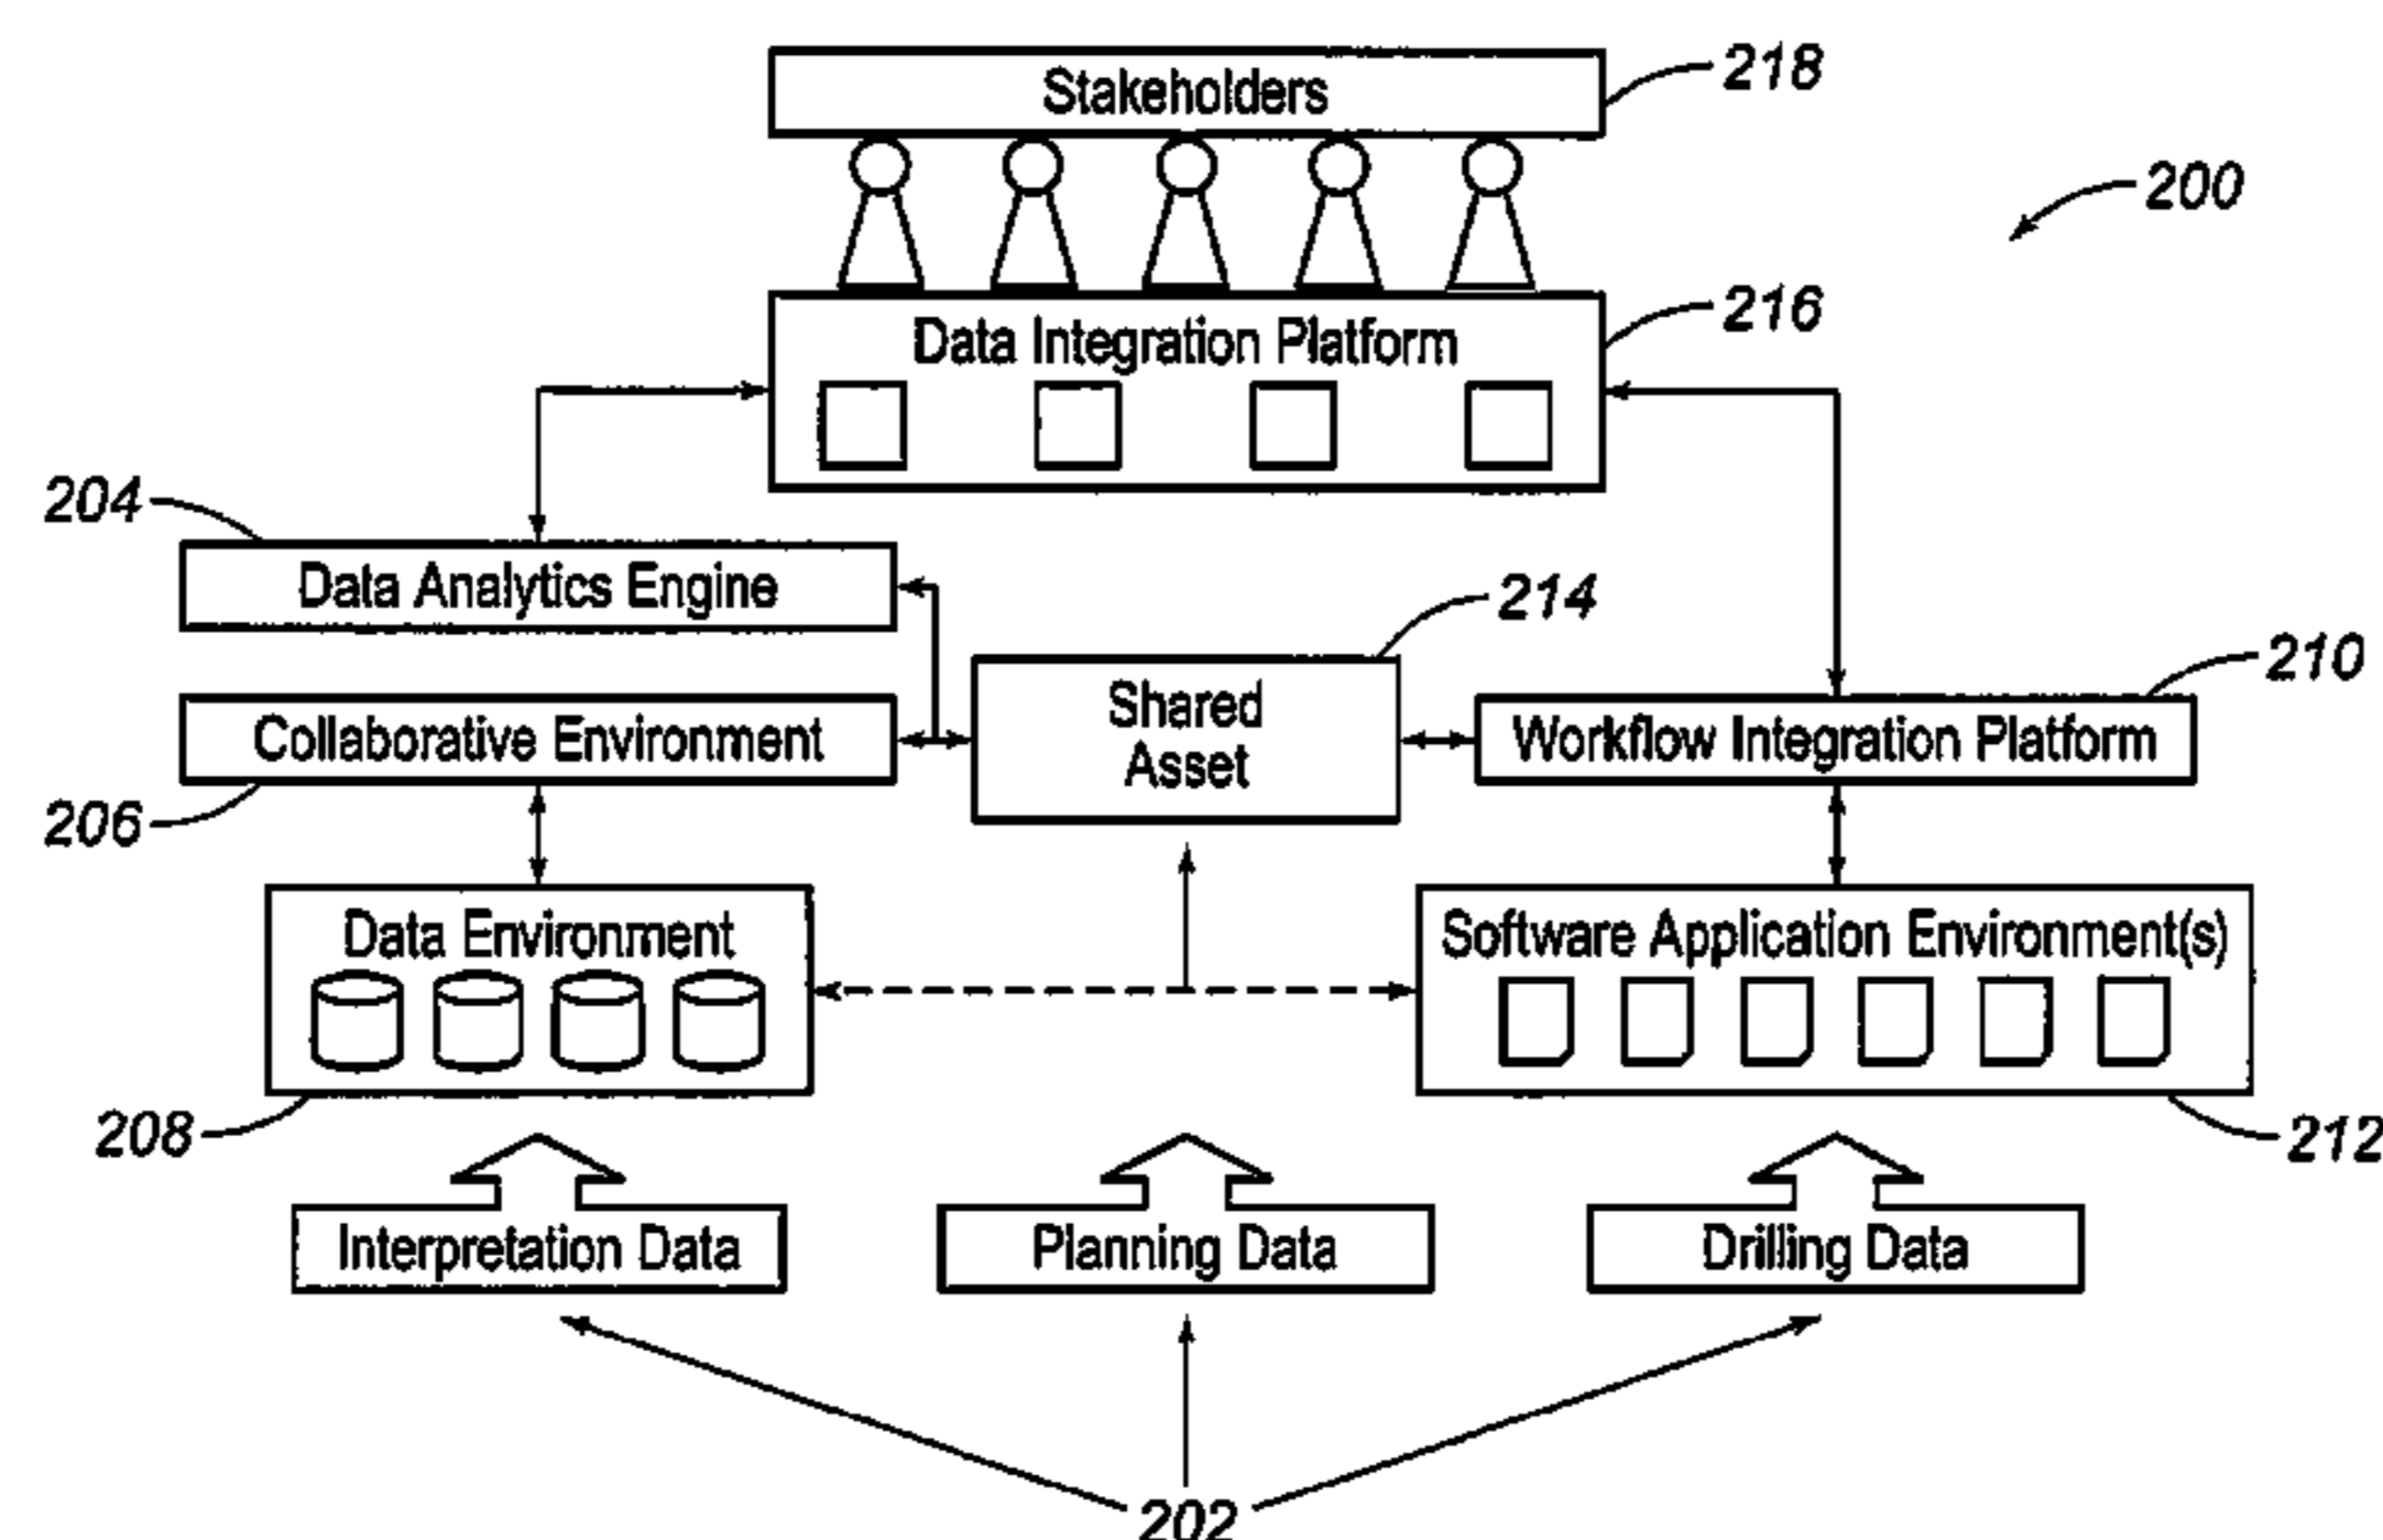 Stakeholders
218
200
Data Integration Platform
216
204
Data Analytics Engine
214
Shared
Asset
210
Collaborative Environment
Workflow Integration Platform
206
Data Environment
Software Application Environment(s)
208
212
Interpretation Data
Planning Data
Drilling Data
202